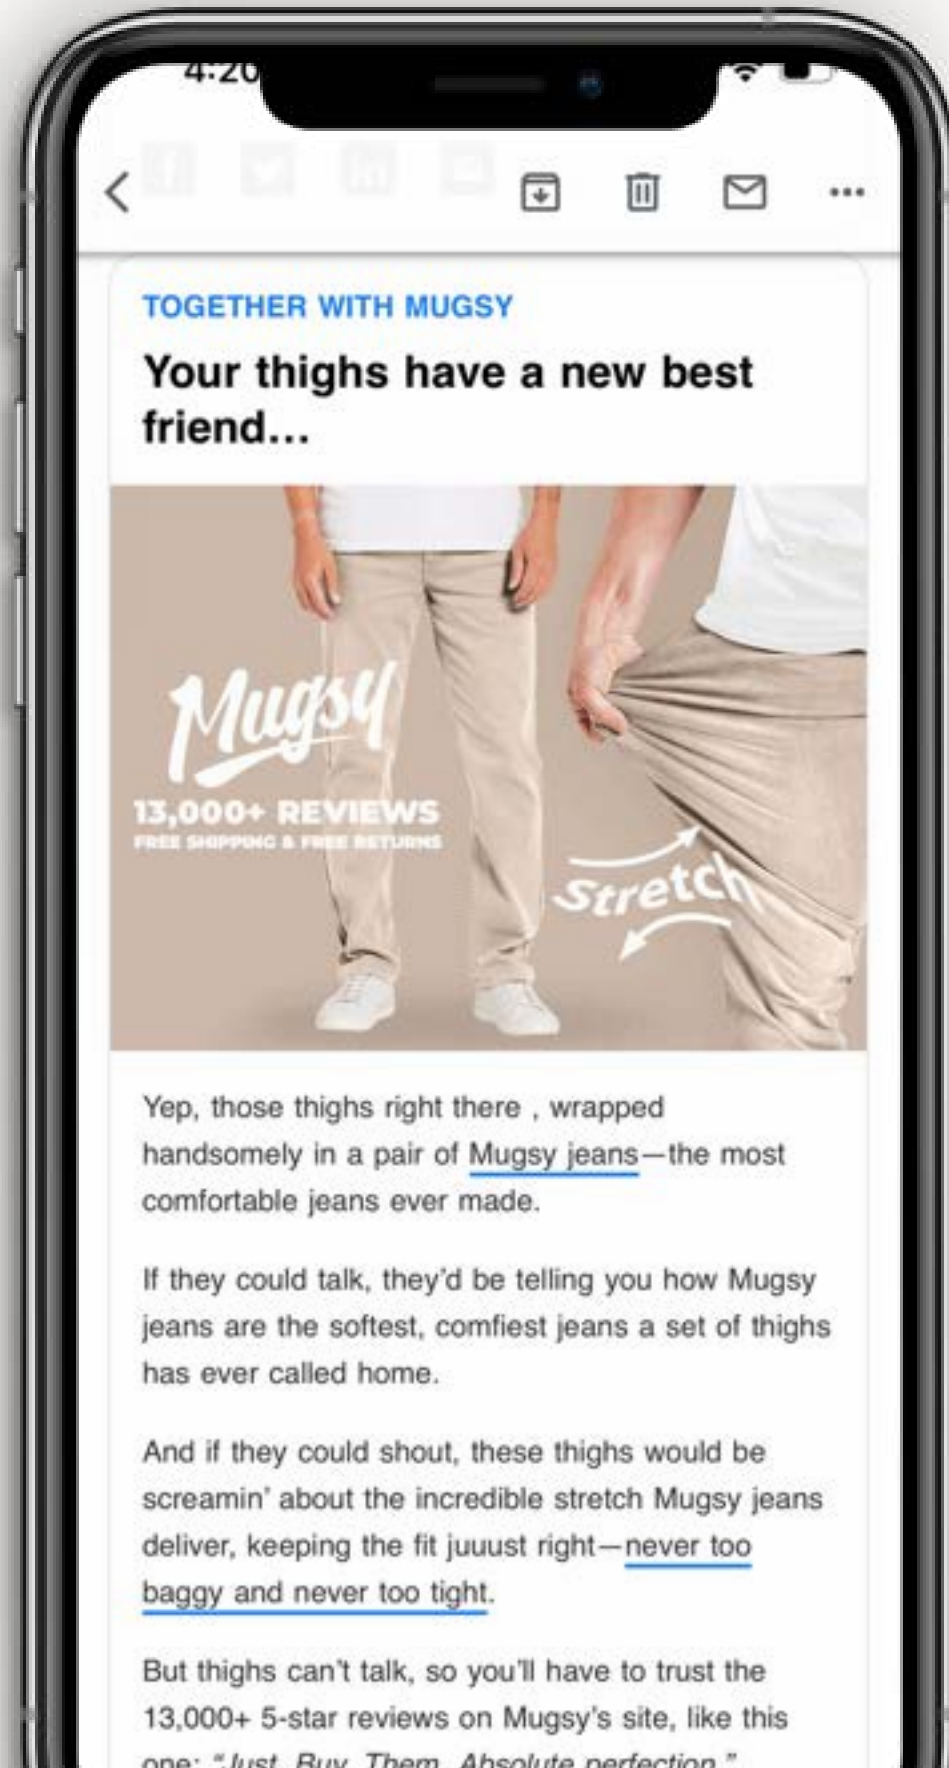 4:20
TOGETHER WITH MUGSY
Your thighs have a new best
friend...
Mugsy
13,000+ REVIEWS
FREE SHIPPING & FREE RETURNS
Stretch
Yep, those thighs right there , wrapped
handsomely in a pair of Mugsy jeans—the most
comfortable jeans ever made.
If they could talk, they’d be telling you how Mugsy
jeans are the softest, comfiest jeans a set of thighs
has ever called home.
And if they could shout, these thighs would be
screamin’ about the incredible stretch Mugsy jeans
deliver, keeping the fit juuust right—never too
baggy and never too tight.
But thighs can’t talk, so you’ll have to trust the
13,000+ 5-star reviews on Mugsy’s site, like this
one: “Just. Buy. Them. Absolute perfection.”